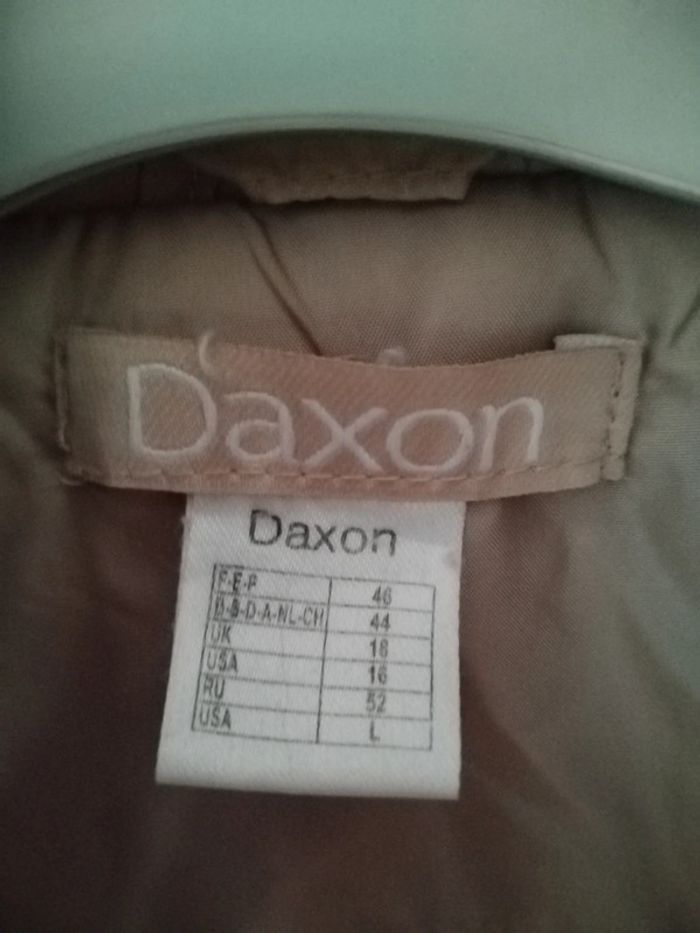 Daxon
Daxon
F-E-P 46
B-D-A-NL-CH 44
UK 18
USA 16
RU 52
USA L